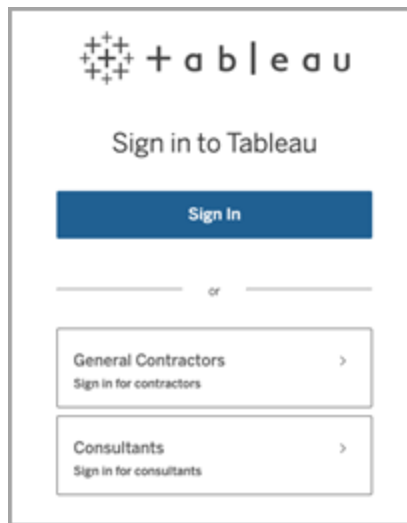 tableau
Sign in to Tableau
Sign In
or
General Contractors
Sign in for contractors
Consultants
Sign in for consultants